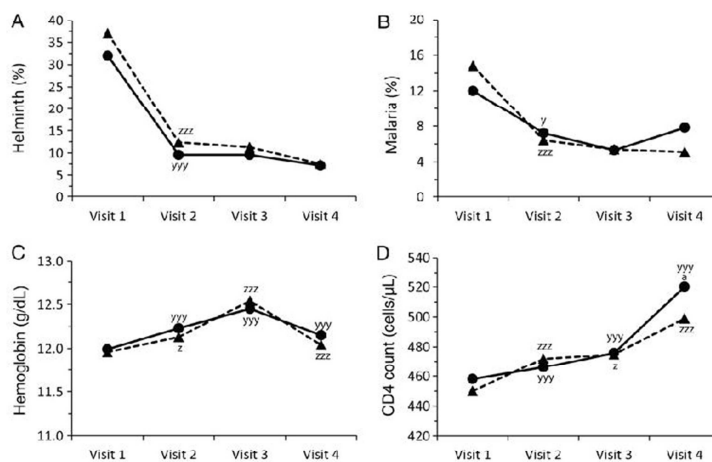 A
Helminth (%)
40
35
30
25
20
15
10
5
0
zzz
yyy
Visit 1 Visit 2 Visit 3 Visit 4
B
Malaria (%)
20
16
12
8
4
0
y
zzz
Visit 1 Visit 2 Visit 3 Visit 4
C
Hemoglobin (g/dL)
13.0
12.5
12.0
11.5
11.0
yyy
z
zzz
yyy
yyy
zzz
Visit 1 Visit 2 Visit 3 Visit 4
D
CD4 count (cells/µL)
540
520
500
480
460
440
420
zzz
yyy
yyy
z
yyy
a
zzz
Visit 1 Visit 2 Visit 3 Visit 4